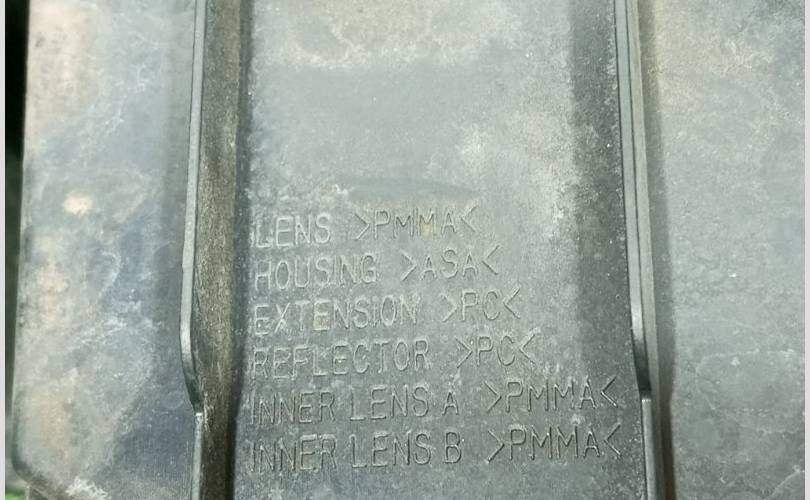 LENS >PMMA<
HOUSING >ASA<
EXTENSION >PC<
REFLECTOR >PC<
INNER LENS A >PMMA<
INNER LENS B >PMMA<